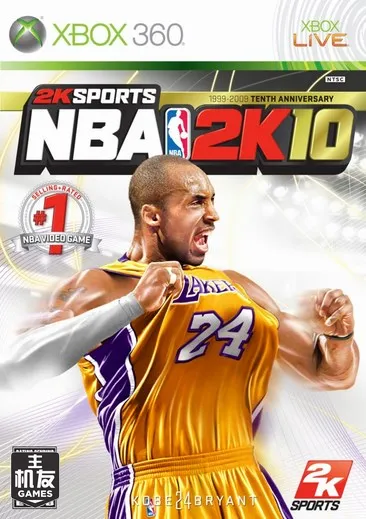 XBOX 360
XBOX
LIVE
NTSC
2K SPORTS
1999-2009 TENTH ANNIVERSARY
NBA 2K10
SELLING • RATED
#1
NBA VIDEO GAME
LAKERS
24
主
机友
GAMES
KOBE 24 BRYANT
2K
SPORTS